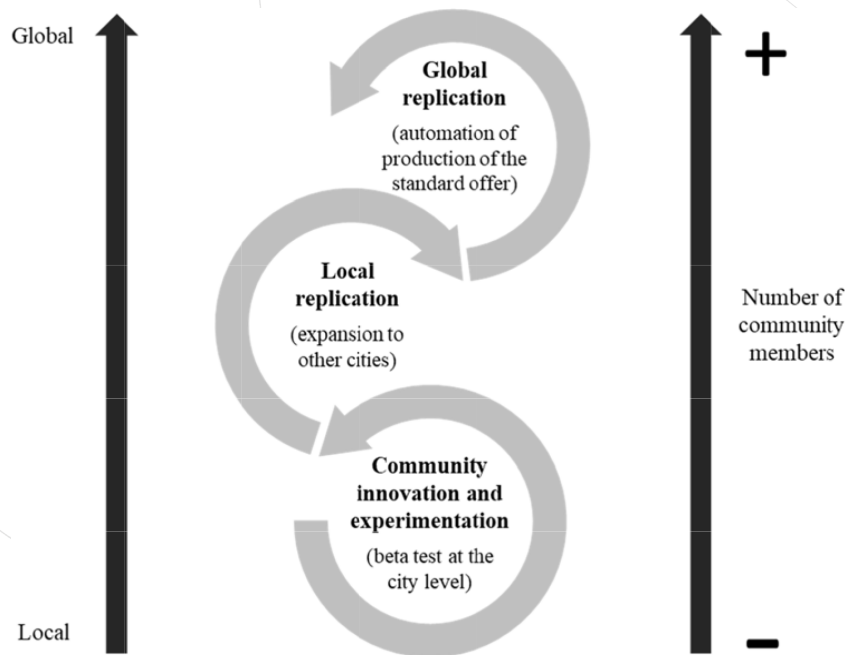 Global
Global
replication
(automation of
production of the
standard offer)
+
Local
replication
(expansion to
other cities)
Number of
community
members
Community
innovation and
experimentation
(beta test at the
city level)
Local
−